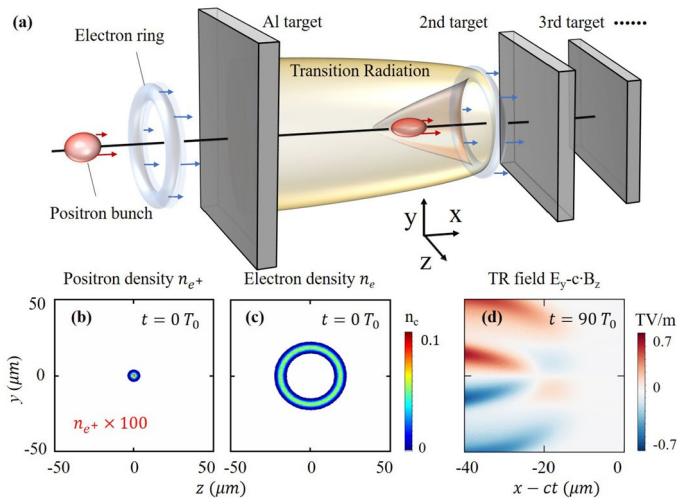 (a)
Electron ring
Al target
2nd target
3rd target ······
Transition Radiation
Positron bunch
y
x
z
Positron density n_{e+}
Electron density n_e
TR field E_y-c·B_z
50
(b)
t = 0 T_0
(c)
t = 0 T_0
n_c
0.1
(d)
t = 90 T_0
TV/m
0.7
y (μm)
0
0
n_{e+} × 100
-50
0
-0.7
-50
0
50
-50
0
50
-40
-20
0
z (μm)
z (μm)
x − ct (μm)